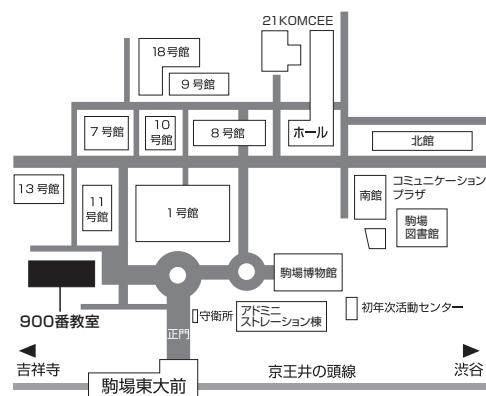 21 KOMCEE
18号館
9号館
7号館
10
号館
8号館
ホール
北館
13号館
11
号館
1号館
南館
コミュニケーション
プラザ
駒場
図書館
駒場博物館
900番教室
守衛所
アドミニ
ストレーション棟
初年次活動センター
正門
吉祥寺
渋谷
京王井の頭線
駒場東大前